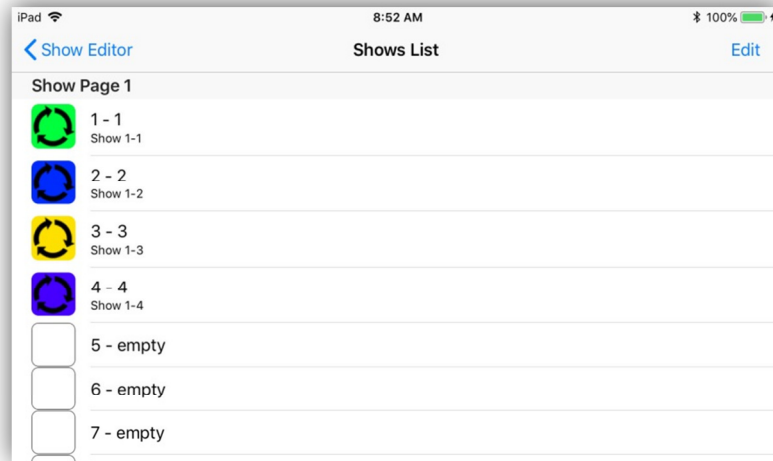 iPad 8:52 AM 100%
Show Editor Shows List Edit
Show Page 1
1 - 1
Show 1-1
2 - 2
Show 1-2
3 - 3
Show 1-3
4 - 4
Show 1-4
5 - empty
6 - empty
7 - empty